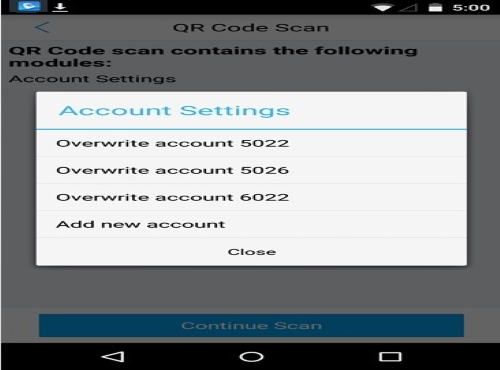 5:00
QR Code Scan
QR Code scan contains the following
modules:
Account Settings
Account Settings
Overwrite account 5022
Overwrite account 5026
Overwrite account 6022
Add new account
Close
Continue Scan